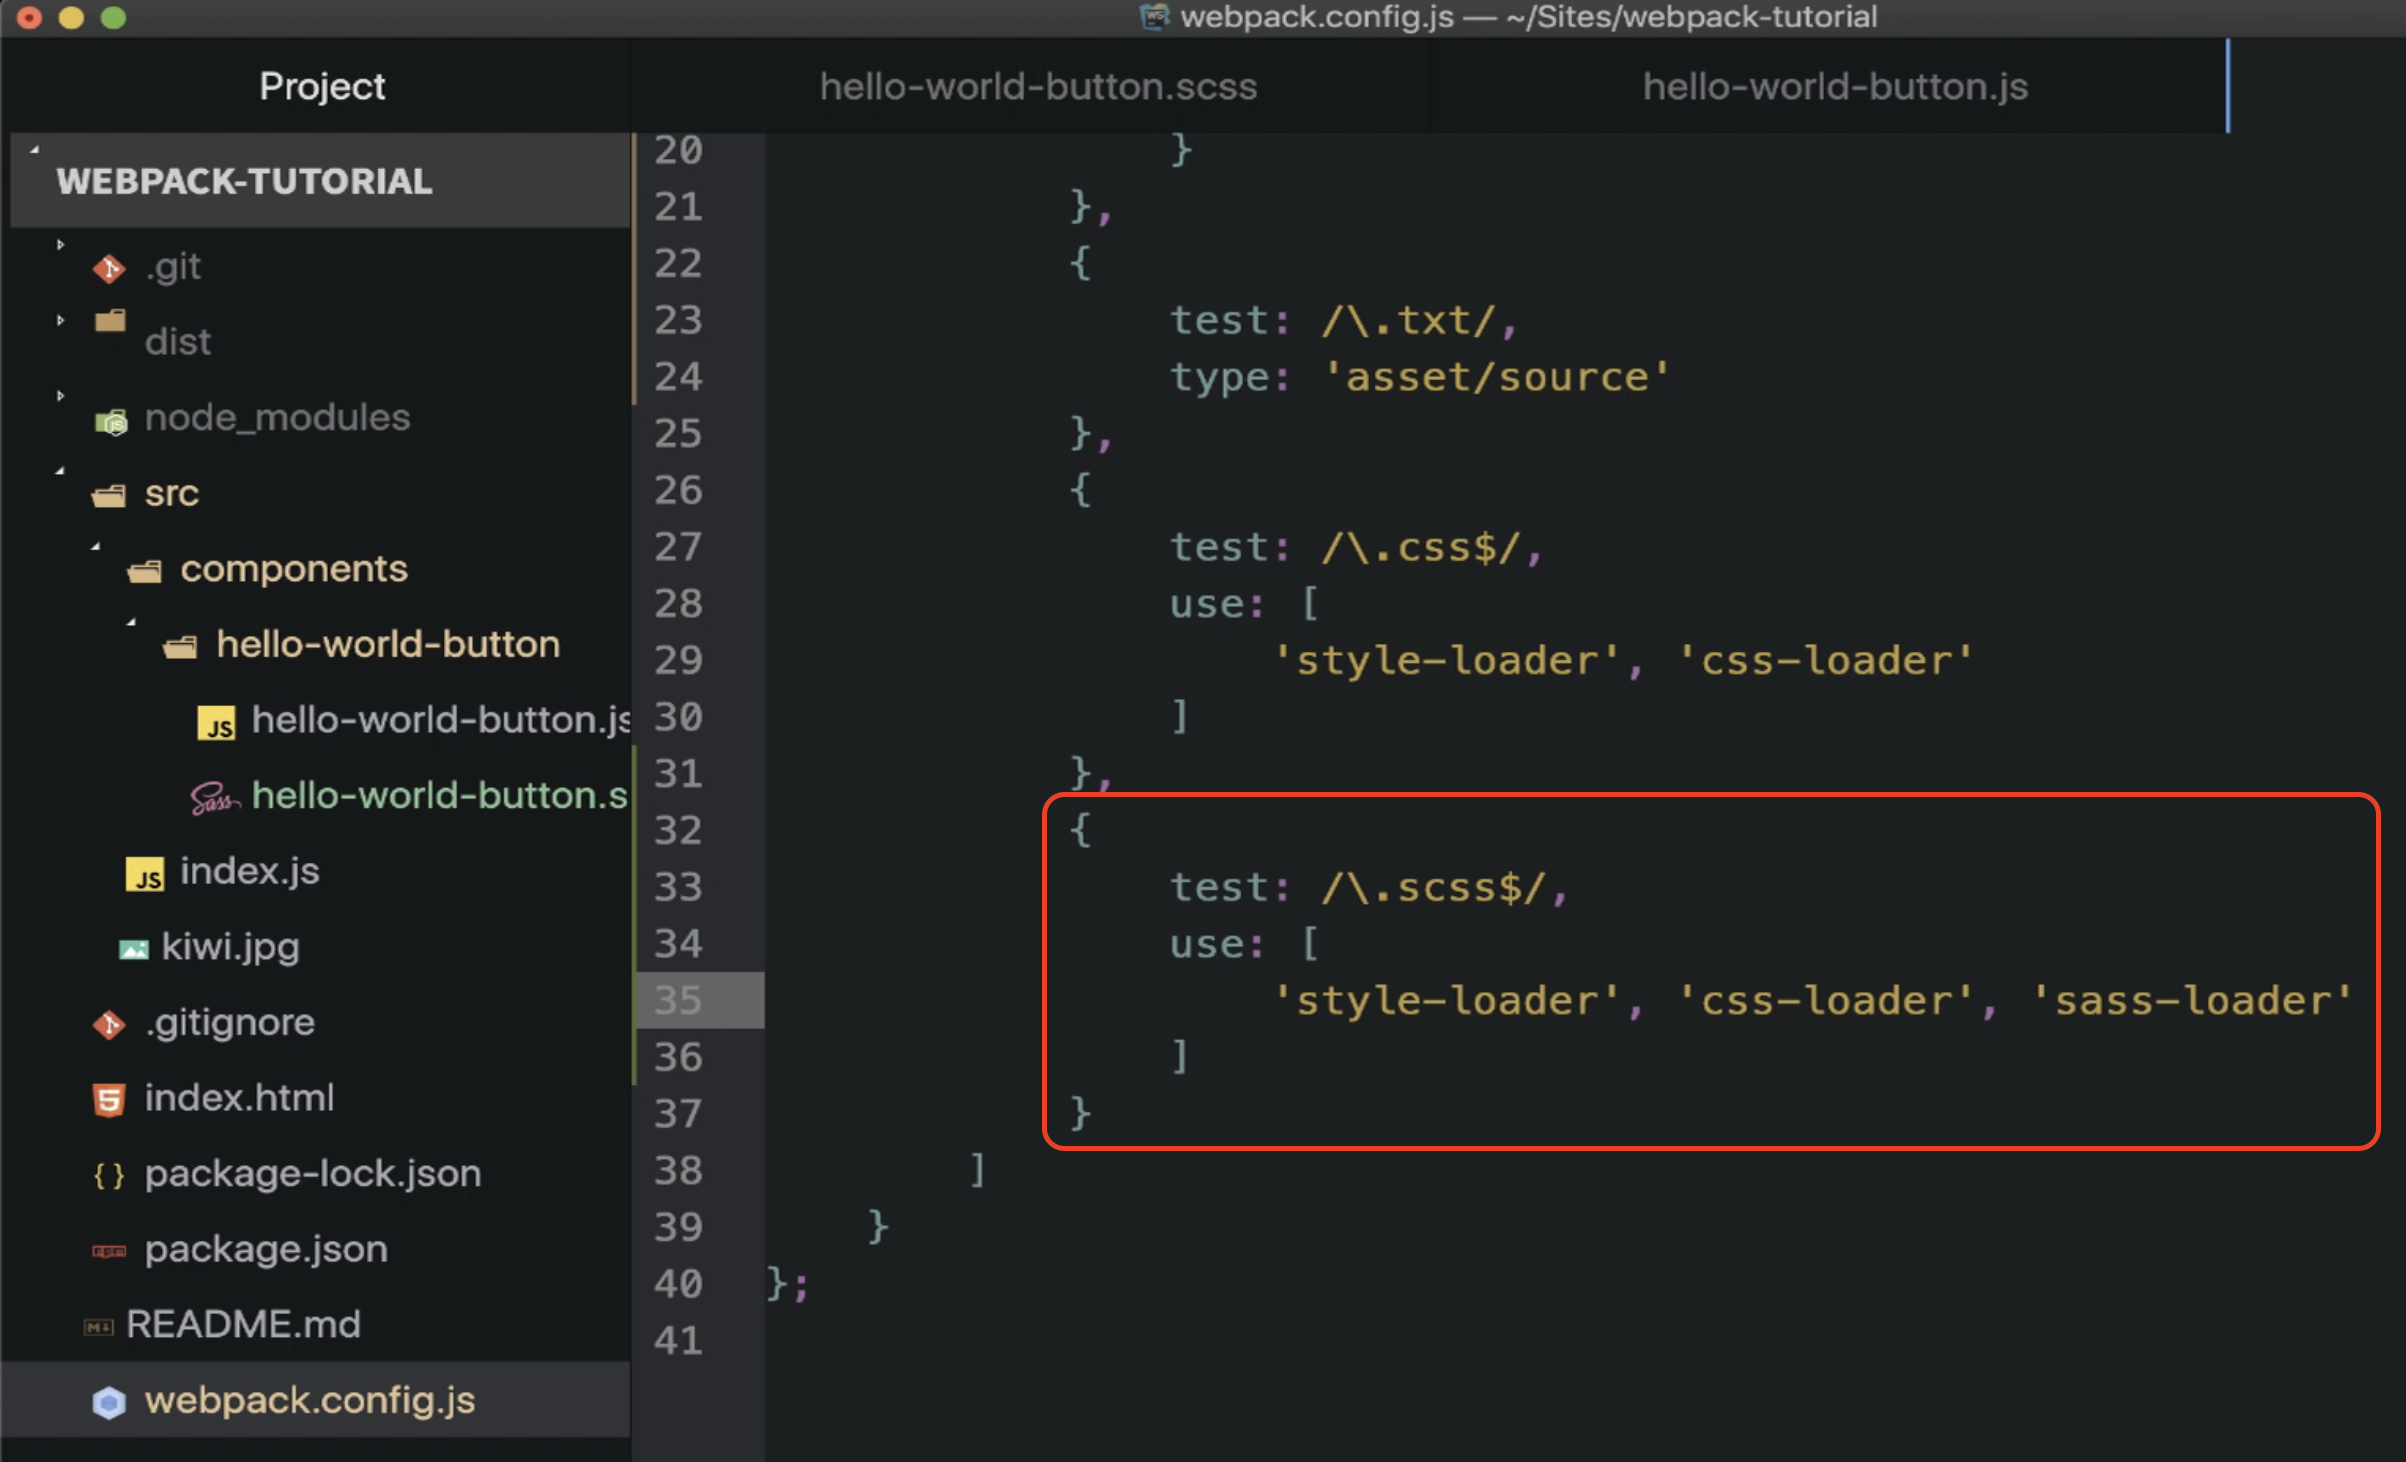 webpack.config.js — ~/Sites/webpack-tutorial
Project
hello-world-button.scss
hello-world-button.js
WEBPACK-TUTORIAL
.git
dist
node_modules
src
components
hello-world-button
hello-world-button.js
hello-world-button.s
index.js
kiwi.jpg
.gitignore
index.html
package-lock.json
package.json
README.md
webpack.config.js
20 }
21 },
22 {
23 test: /\.txt/,
24 type: 'asset/source'
25 },
26 {
27 test: /\.css$/,
28 use: [
29 'style-loader', 'css-loader'
30 ]
31 },
32 {
33 test: /\.scss$/,
34 use: [
35 'style-loader', 'css-loader', 'sass-loader'
36 ]
37 }
38 ]
39 }
40 };
41